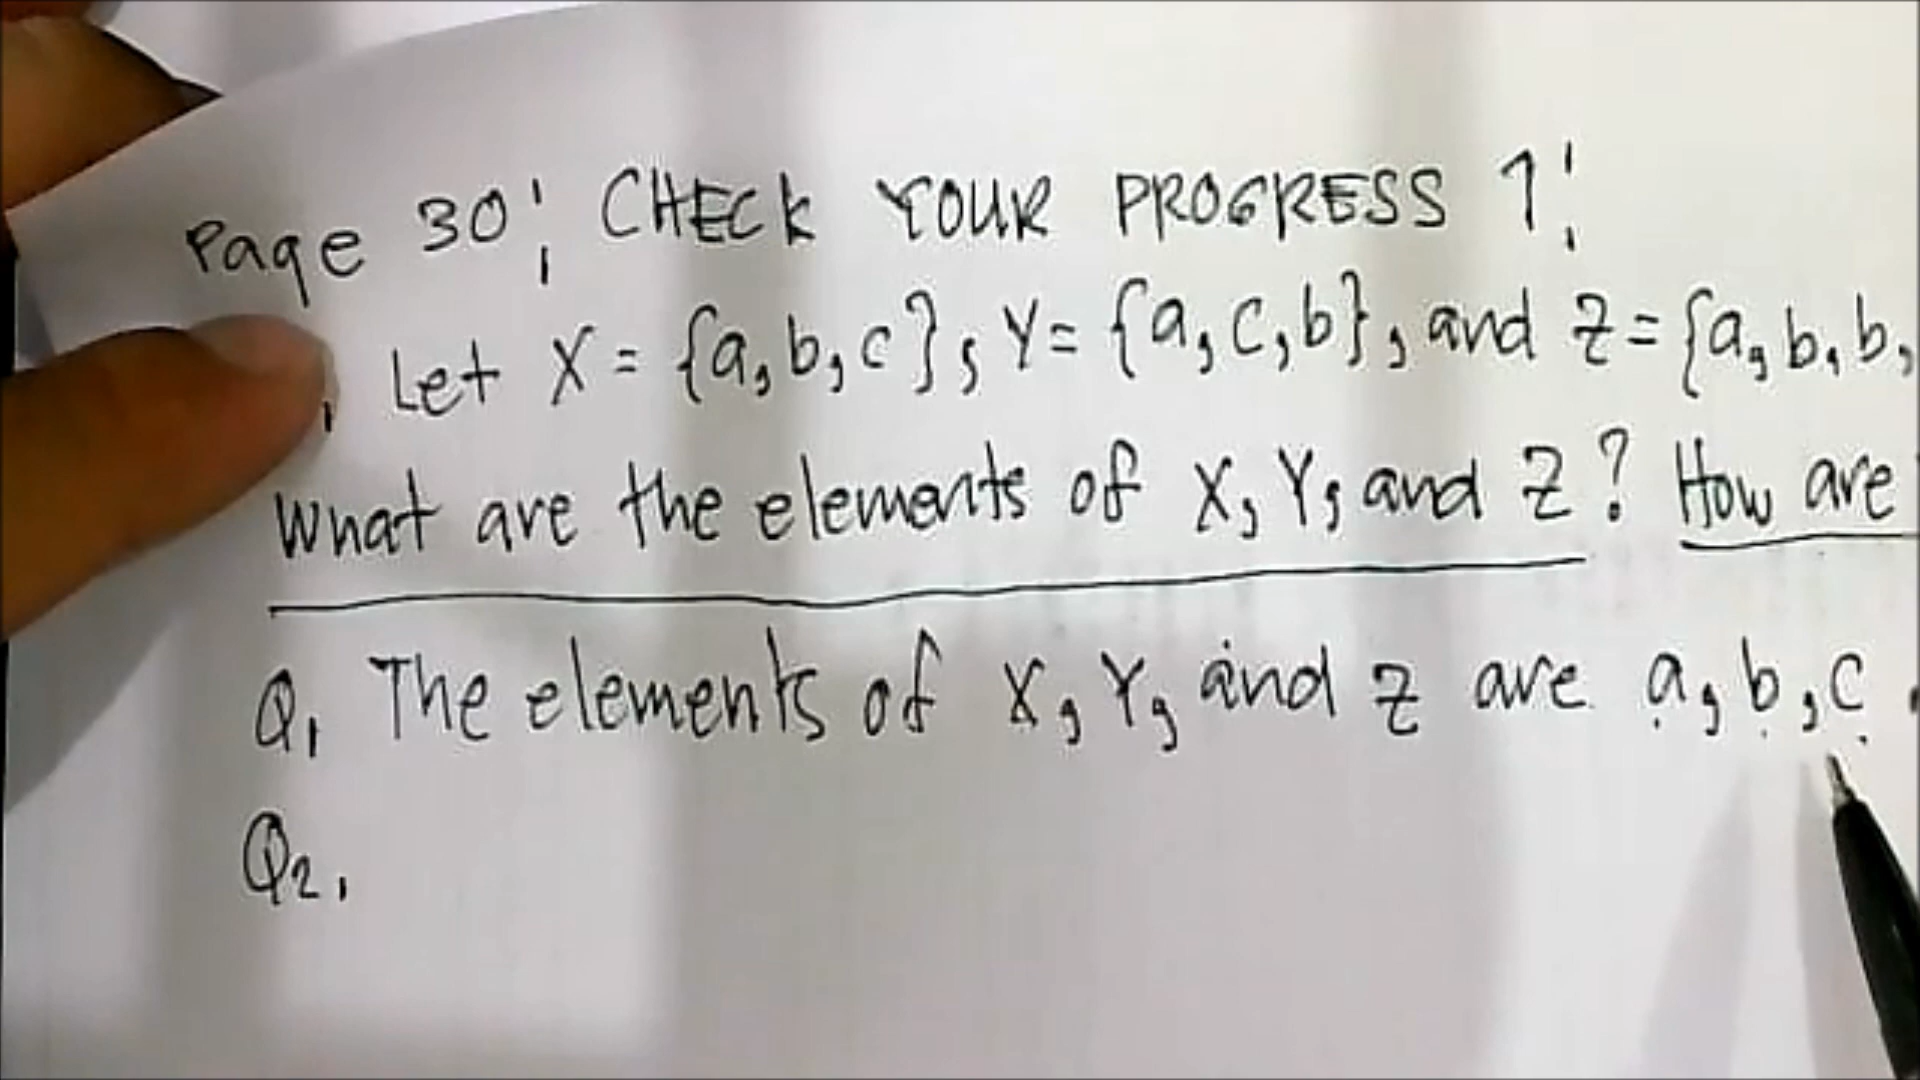 Page 30: CHECK YOUR PROGRESS 1:
. Let X = {a, b, c}, Y = {a, c, b}, and Z = {a, b, b,
What are the elements of X, Y, and Z? How are
Q1 The elements of X, Y, and Z are a, b, c.
Q2.